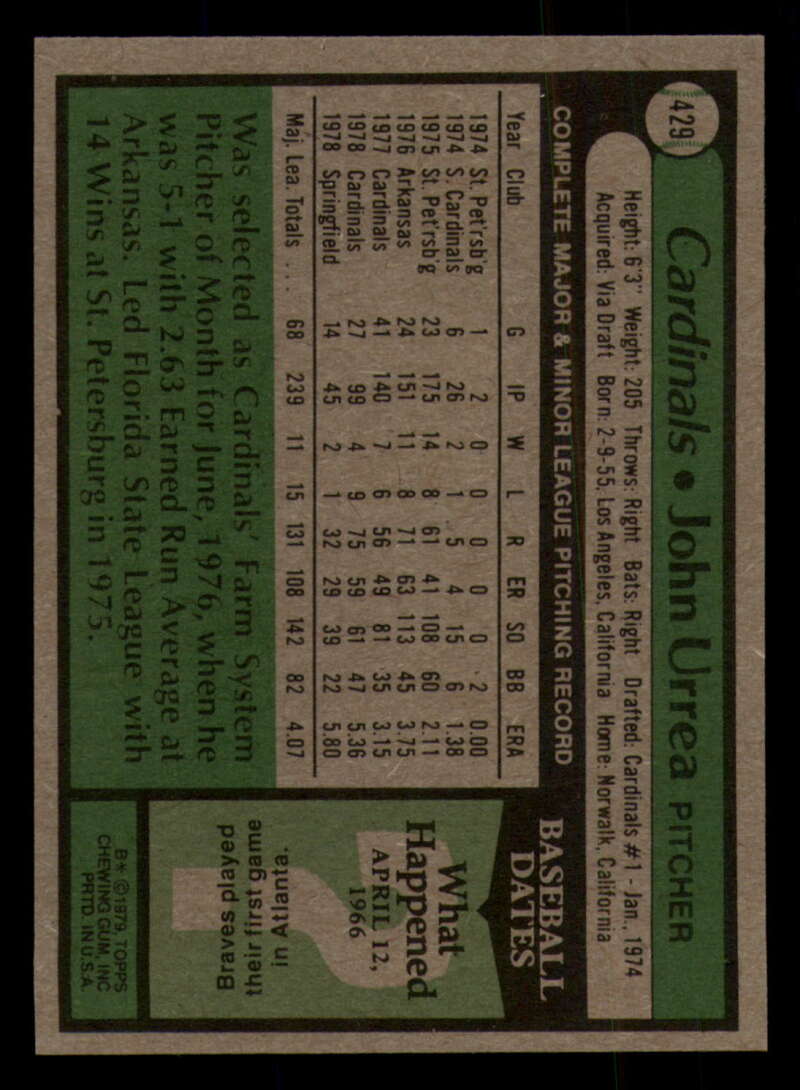 429
Cardinals • John Urrea PITCHER
Height: 6'3" Weight: 205 Throws: Right Bats: Right Drafted: Cardinals #1 - Jan., 1974
Acquired: Via Draft Born: 2-9-55, Los Angeles, California Home: Norwalk, California
COMPLETE MAJOR & MINOR LEAGUE PITCHING RECORD
Year Club G IP W L R ER SO BB ERA
1974 St. Pet'rsb'g 1 2 0 0 0 0 0 2 0.00
1974 S. Cardnals 6 26 2 1 5 4 15 6 1.38
1975 St. Pet'rsb'g 23 175 14 8 61 41 108 60 2.11
1976 Arkansas 24 151 11 8 71 63 113 45 3.75
1977 Cardinals 41 140 7 6 56 49 81 35 3.15
1978 Cardinals 27 99 4 9 75 59 61 47 5.36
1978 Springfield 14 45 2 1 32 29 39 22 5.80
Maj. Lea. Totals . . . 68 239 11 15 131 108 142 82 4.07
Was selected as Cardinals' Farm System
Pitcher of Month for June, 1976, when he
was 5-1 with 2.63 Earned Run Average at
Arkansas. Led Florida State League with
14 Wins at St. Petersburg in 1975.
BASEBALL
DATES
What
Happened
APRIL 12,
1966
Braves played
their first game
in Atlanta.
B* © 1979, TOPPS
CHEWING GUM, INC
PRTD. IN U.S.A.